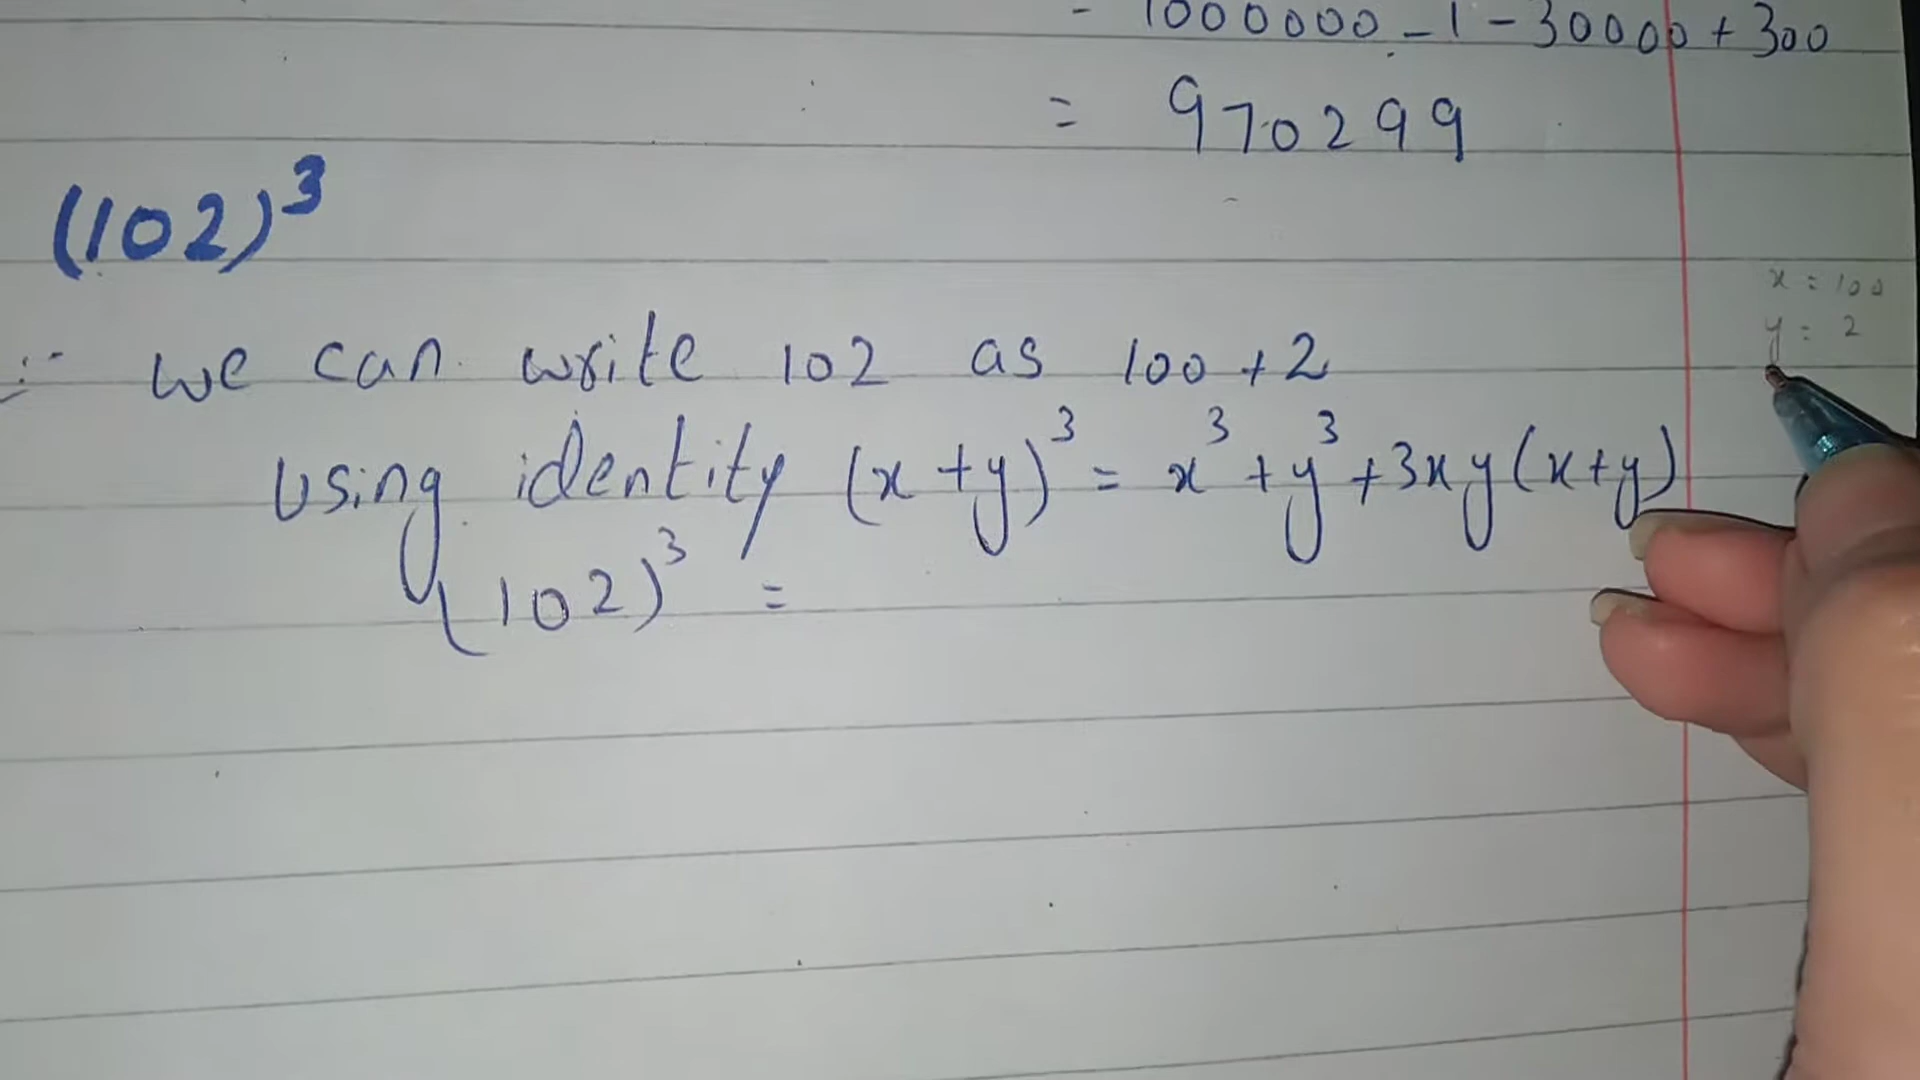 - 1000000 - 1 - 30000 + 300
= 970299
(102)³
x = 100
y = 2
:- we can write 102 as 100 + 2
using identity (x + y)³ = x³ + y³ + 3xy(x+y)
(102)³ =